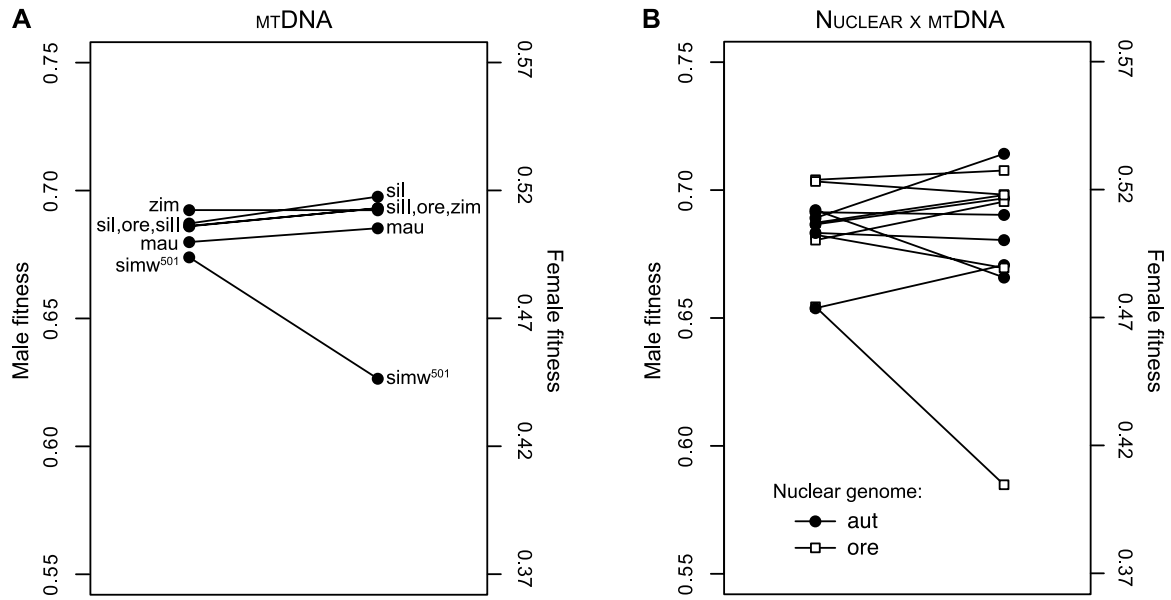 A
MTDNA
Male fitness
0.75
0.70
0.65
0.60
0.55
zim
sil,ore,sill
mau
simw501
sil
sill,ore,zim
mau
simw501
0.57
0.52
0.47
0.42
0.37
Female fitness
B
NUCLEAR X MTDNA
Male fitness
0.75
0.70
0.65
0.60
0.55
Nuclear genome:
aut
ore
0.57
0.52
0.47
0.42
0.37
Female fitness